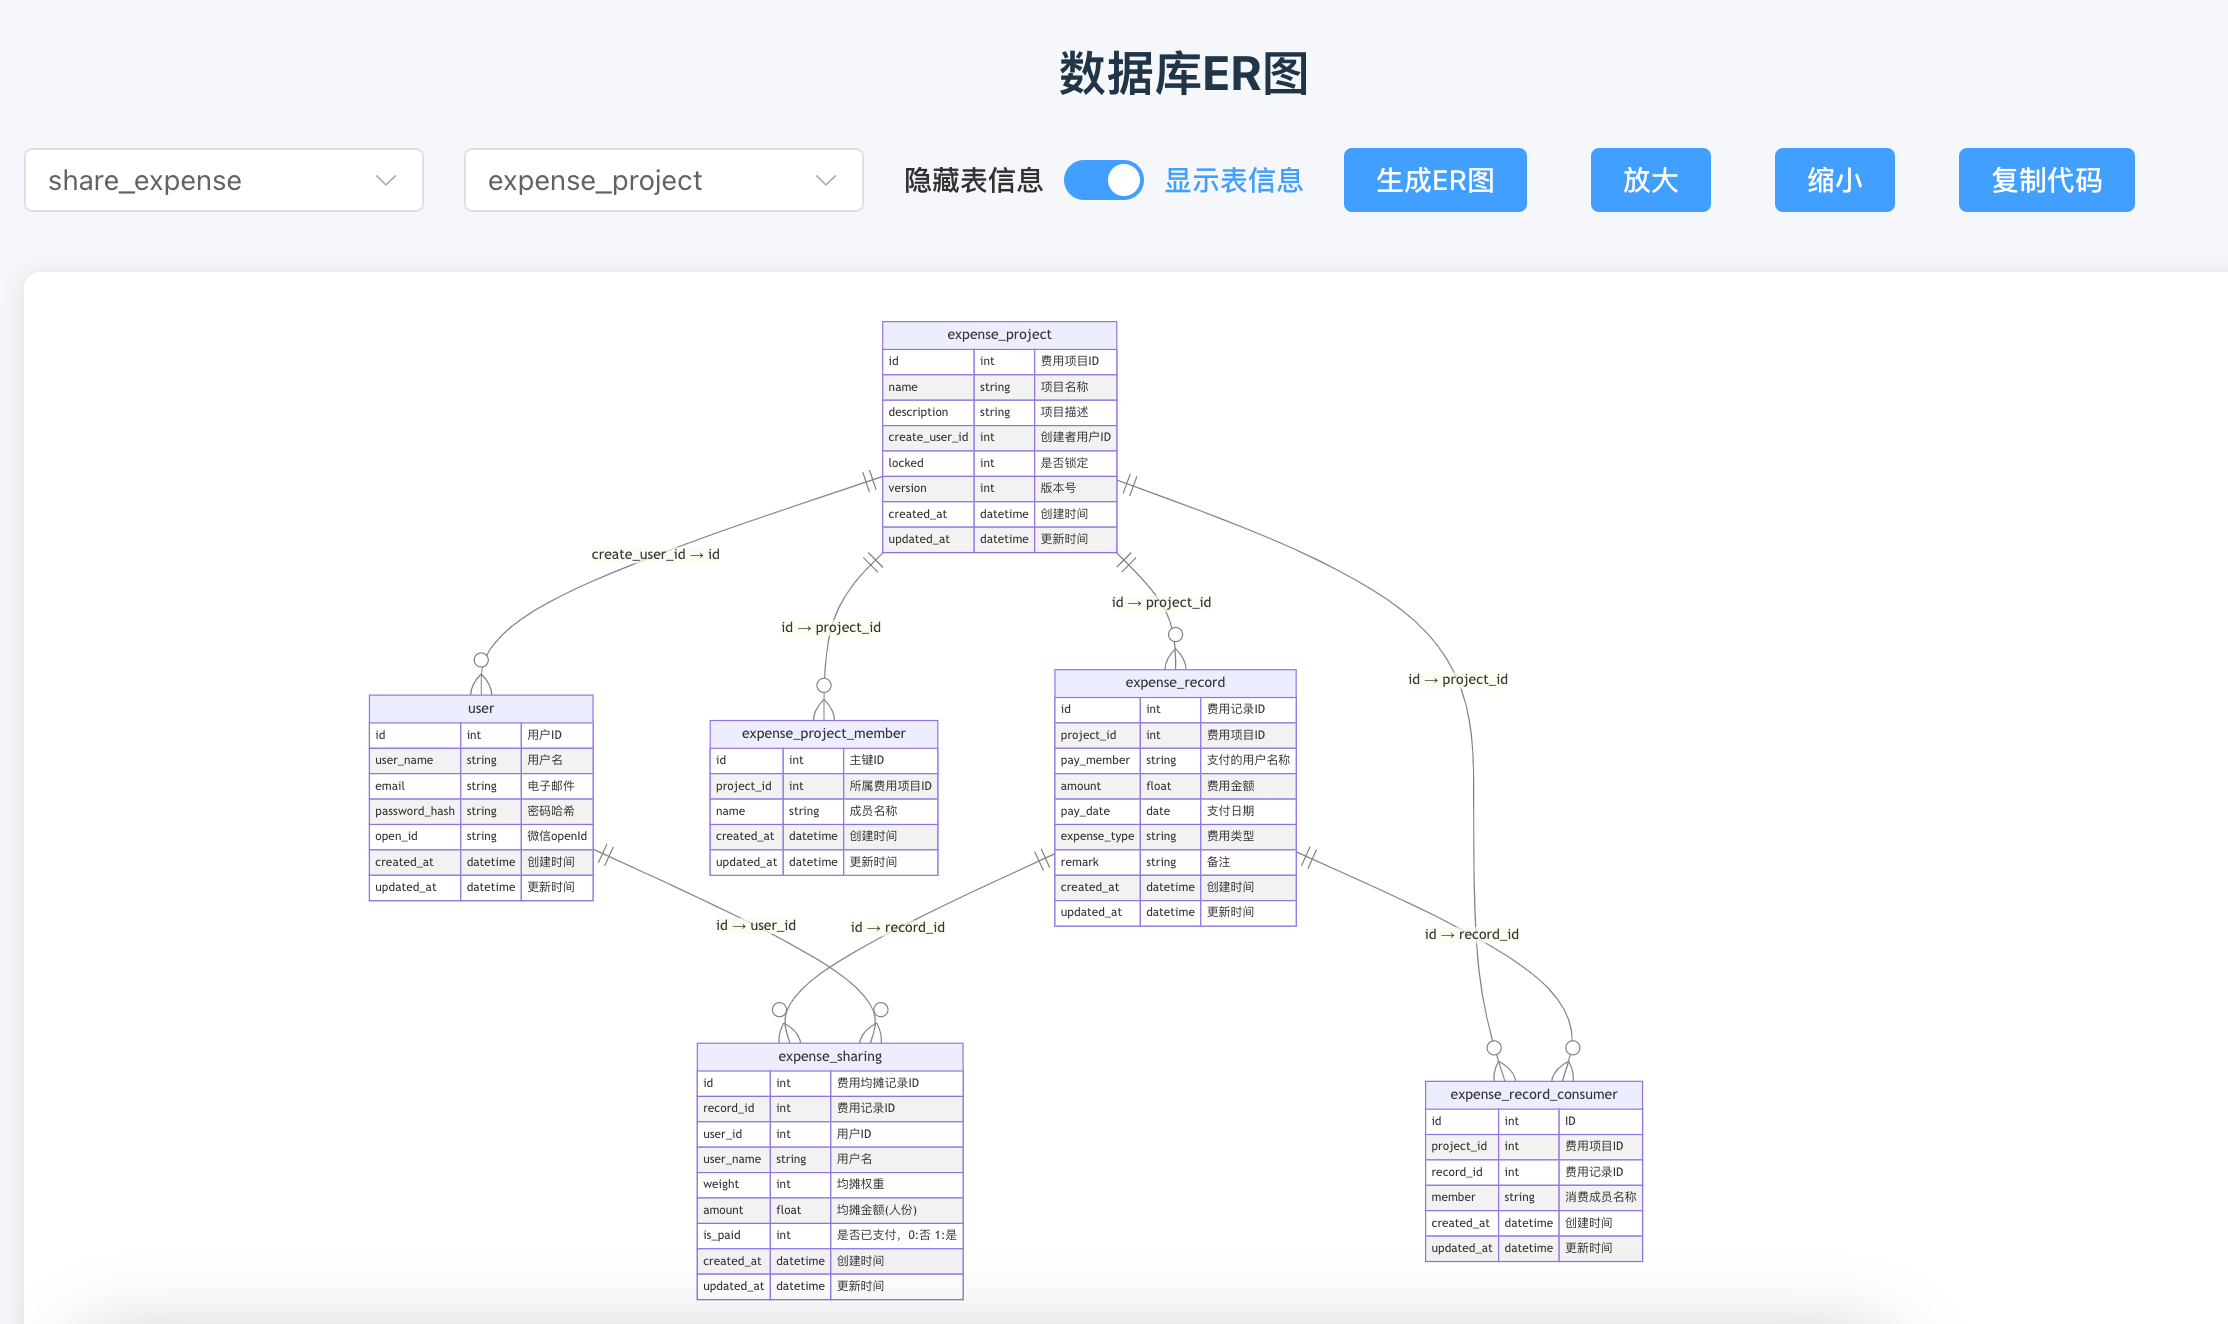 数据库ER图
share_expense expense_project 隐藏表信息 显示表信息 生成ER图 放大 缩小 复制代码
expense_project
id int 费用项目ID
name string 项目名称
description string 项目描述
create_user_id int 创建者用户ID
locked int 是否锁定
version int 版本号
created_at datetime 创建时间
updated_at datetime 更新时间
create_user_id → id
id → project_id
id → project_id
id → project_id
user
id int 用户ID
user_name string 用户名
email string 电子邮件
password_hash string 密码哈希
open_id string 微信openId
created_at datetime 创建时间
updated_at datetime 更新时间
expense_project_member
id int 主键ID
project_id int 所属费用项目ID
name string 成员名称
created_at datetime 创建时间
updated_at datetime 更新时间
expense_record
id int 费用记录ID
project_id int 费用项目ID
pay_member string 支付的用户名称
amount float 费用金额
pay_date date 支付日期
expense_type string 费用类型
remark string 备注
created_at datetime 创建时间
updated_at datetime 更新时间
id → user_id
id → record_id
id → record_id
expense_sharing
id int 费用均摊记录ID
record_id int 费用记录ID
user_id int 用户ID
user_name string 用户名
weight int 均摊权重
amount float 均摊金额(人份)
is_paid int 是否已支付，0:否 1:是
created_at datetime 创建时间
updated_at datetime 更新时间
expense_record_consumer
id int ID
project_id int 费用项目ID
record_id int 费用记录ID
member string 消费成员名称
created_at datetime 创建时间
updated_at datetime 更新时间